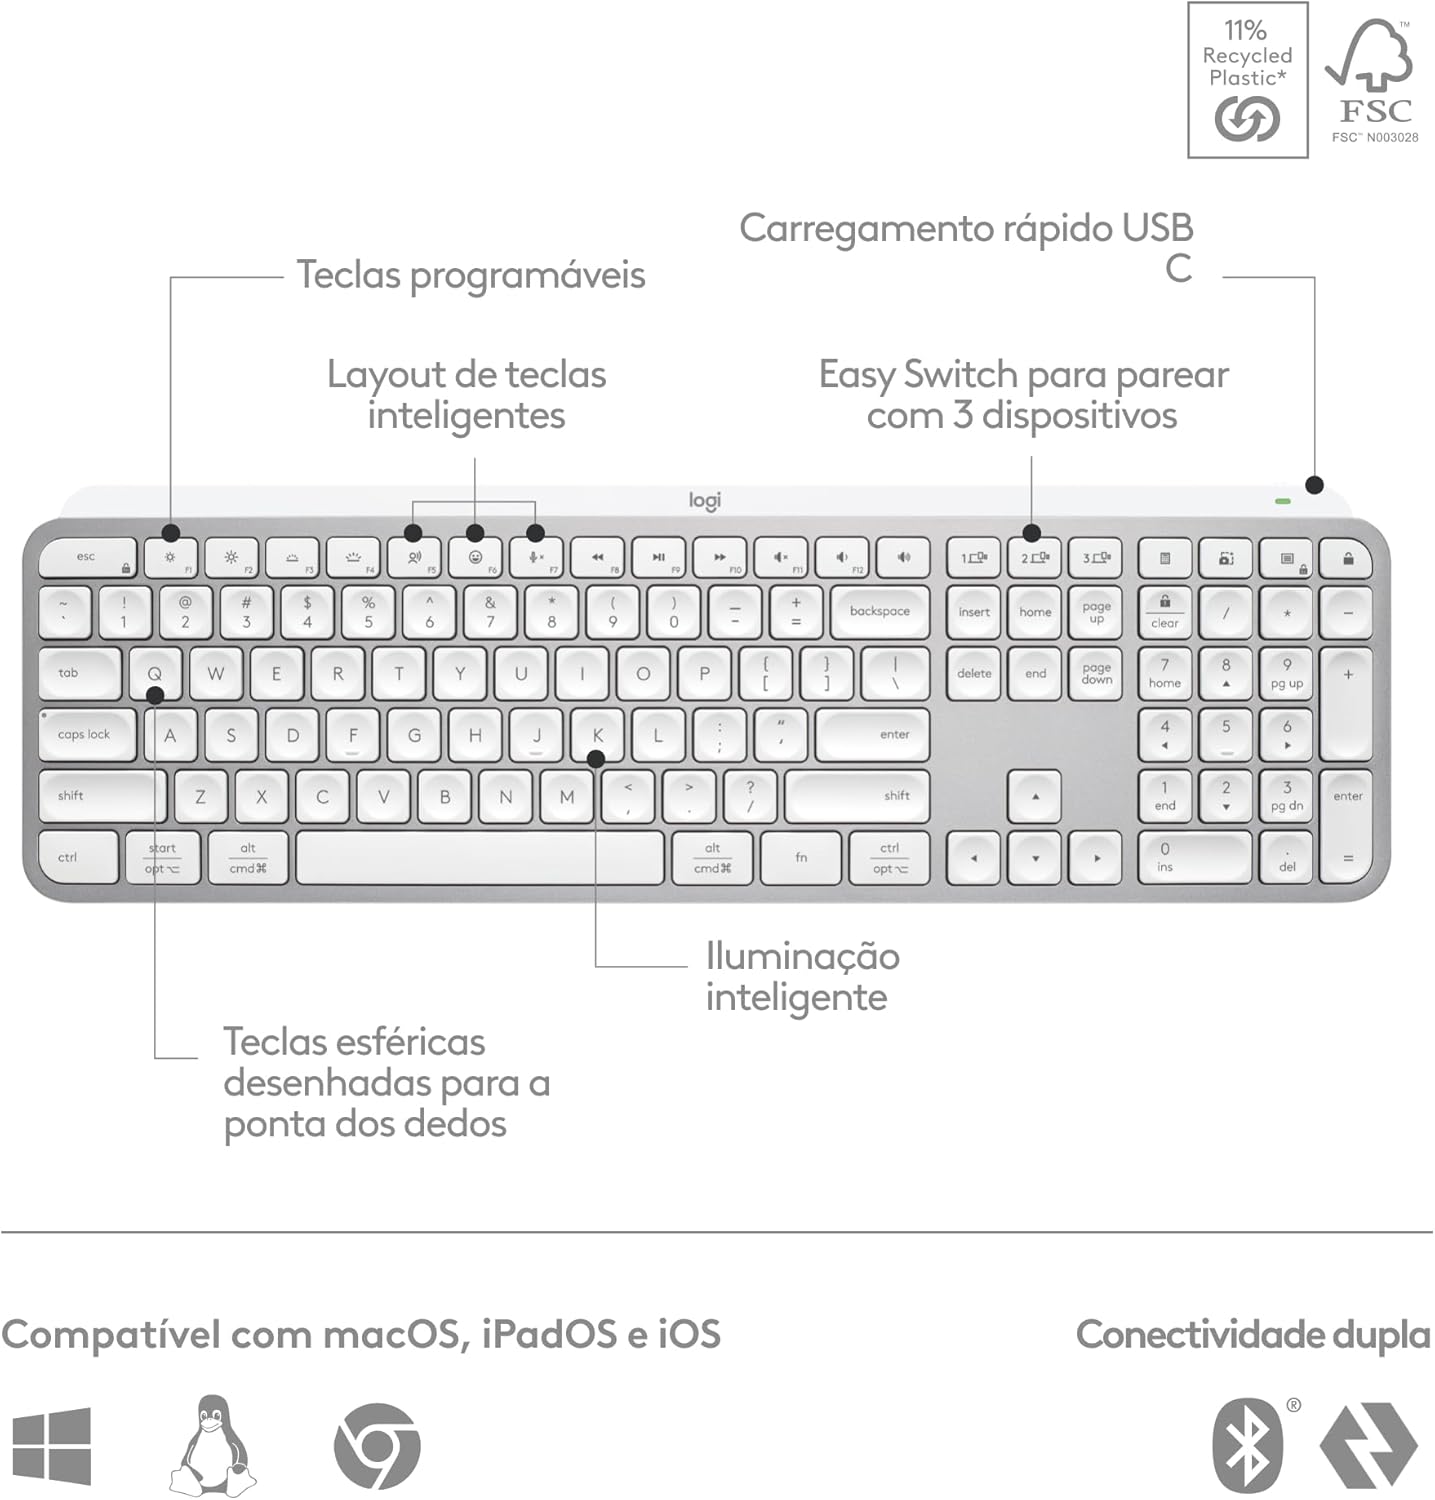 11%
Recycled
Plastic*
FSC
™
FSC™ N003028
Carregamento rápido USB
C
Teclas programáveis
Layout de teclas
inteligentes
Easy Switch para parear
com 3 dispositivos
logi
esc F1 F2 F3 F4 F5 F6 F7 F8 F9 F10 F11 F12 1 2 3
~ ` ! 1 @ 2 # 3 $ 4 % 5 ^ 6 & 7 * 8 ( 9 ) 0 _ - + = backspace insert home page up clear / * -
tab Q W E R T Y U I O P { [ } ] | \ delete end page down 7 home 8 9 pg up +
caps lock A S D F G H J K L : ; " ' enter 4 5 6
shift Z X C V B N M < , > . ? / shift 1 end 2 3 pg dn enter =
ctrl start opt ⌥ alt cmd ⌘ alt cmd ⌘ fn ctrl opt ⌥ 0 ins . del
Iluminação
inteligente
Teclas esféricas
desenhadas para a
ponta dos dedos
Compatível com macOS, iPadOS e iOS
Conectividade dupla
®